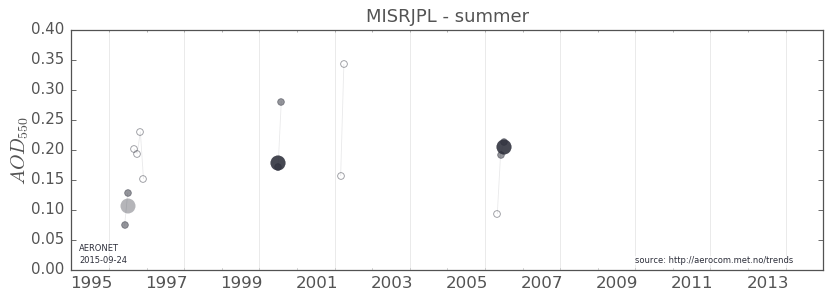 MISRJPL - summer
0.40
0.35
0.30
0.25
0.20
0.15
0.10
0.05
0.00
AOD550
AERONET
2015-09-24
source: http://aerocom.met.no/trends
1995 1997 1999 2001 2003 2005 2007 2009 2011 2013